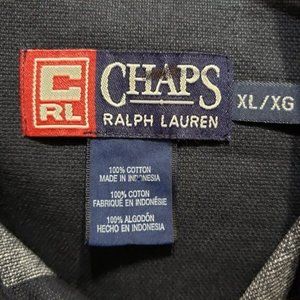 C
RL
CHAPS
RALPH LAUREN
XL/XG
100% COTTON
MADE IN INDONESIA
100% COTON
FABRIQUÉ EN INDONÉSIE
100% ALGODÓN
HECHO EN INDONESIA